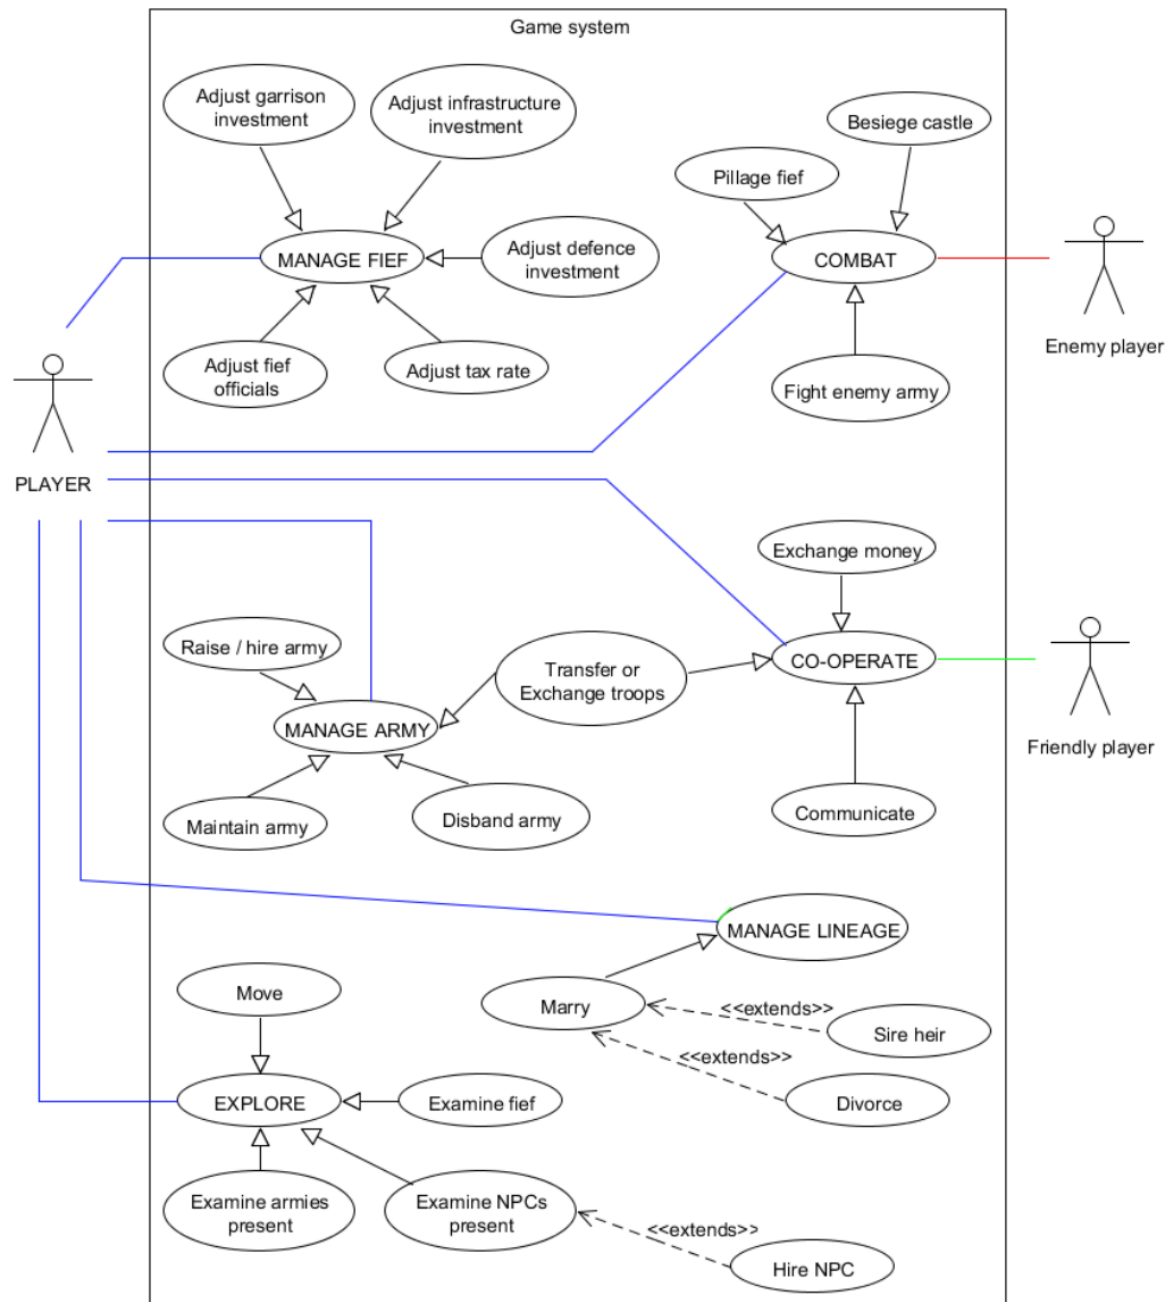 Game system
Adjust garrison
investment
Adjust infrastructure
investment
Besiege castle
Pillage fief
MANAGE FIEF
Adjust defence
investment
COMBAT
Enemy player
Adjust fief
officials
Adjust tax rate
Fight enemy army
PLAYER
Exchange money
Raise / hire army
Transfer or
Exchange troops
CO-OPERATE
MANAGE ARMY
Friendly player
Maintain army
Disband army
Communicate
MANAGE LINEAGE
Move
Marry
<<extends>>
Sire heir
<<extends>>
EXPLORE
Examine fief
Divorce
Examine armies
present
Examine NPCs
present
<<extends>>
Hire NPC